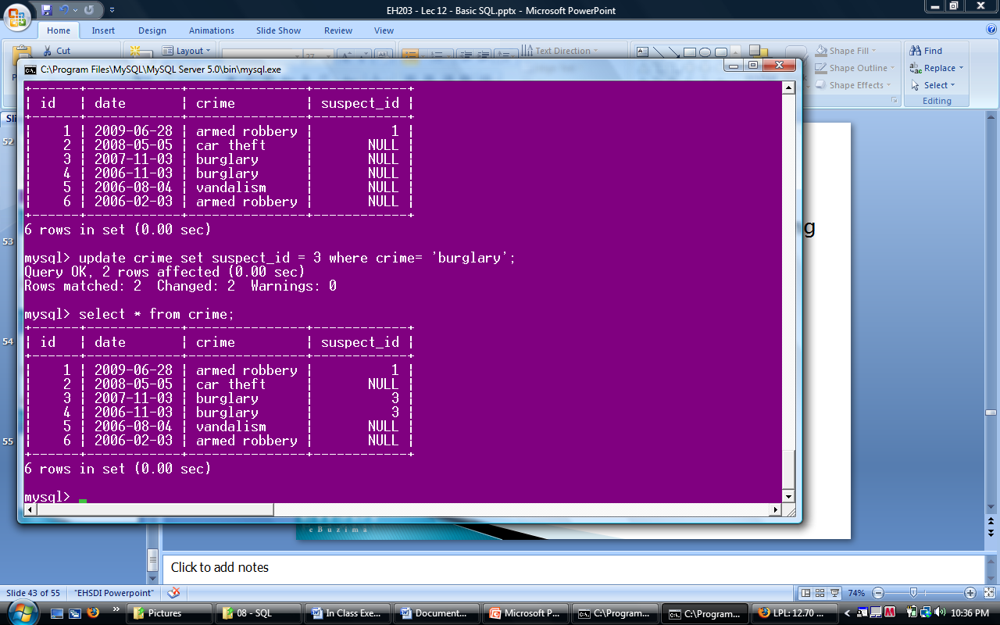 EH203 - Lec 12 - Basic SQL.pptx - Microsoft PowerPoint
Home Insert Design Animations Slide Show Review View
Cut Layout Text Direction Shape Fill Find
Shape Outline Replace
Shape Effects Select
Editing
C:\Program Files\MySQL\MySQL Server 5.0\bin\mysql.exe
+------+------------+---------------+------------+
| id | date | crime | suspect_id |
+------+------------+---------------+------------+
| 1 | 2009-06-28 | armed robbery | 1 |
| 2 | 2008-05-05 | car theft | NULL |
| 3 | 2007-11-03 | burglary | NULL |
| 4 | 2006-11-03 | burglary | NULL |
| 5 | 2006-08-04 | vandalism | NULL |
| 6 | 2006-02-03 | armed robbery | NULL |
+------+------------+---------------+------------+
6 rows in set (0.00 sec)
mysql> update crime set suspect_id = 3 where crime= 'burglary';
Query OK, 2 rows affected (0.00 sec)
Rows matched: 2 Changed: 2 Warnings: 0
mysql> select * from crime;
+------+------------+---------------+------------+
| id | date | crime | suspect_id |
+------+------------+---------------+------------+
| 1 | 2009-06-28 | armed robbery | 1 |
| 2 | 2008-05-05 | car theft | NULL |
| 3 | 2007-11-03 | burglary | 3 |
| 4 | 2006-11-03 | burglary | 3 |
| 5 | 2006-08-04 | vandalism | NULL |
| 6 | 2006-02-03 | armed robbery | NULL |
+------+------------+---------------+------------+
6 rows in set (0.00 sec)
mysql>
Sli
52
53
54
55
g
eBuzima
Click to add notes
Slide 43 of 55 "EHSDI Powerpoint" 74%
Pictures 08 - SQL In Class Exe... Document... Microsoft P... C:\Program... C:\Program... LPL: 12.70 ... 10:36 PM